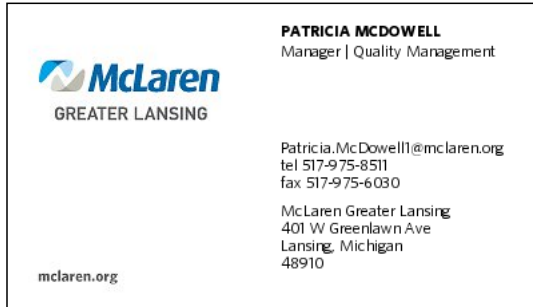 McLaren
GREATER LANSING
mclaren.org
PATRICIA MCDOWELL
Manager | Quality Management
Patricia.McDowell1@mclaren.org
tel 517-975-8511
fax 517-975-6030
McLaren Greater Lansing
401 W Greenlawn Ave
Lansing, Michigan
48910